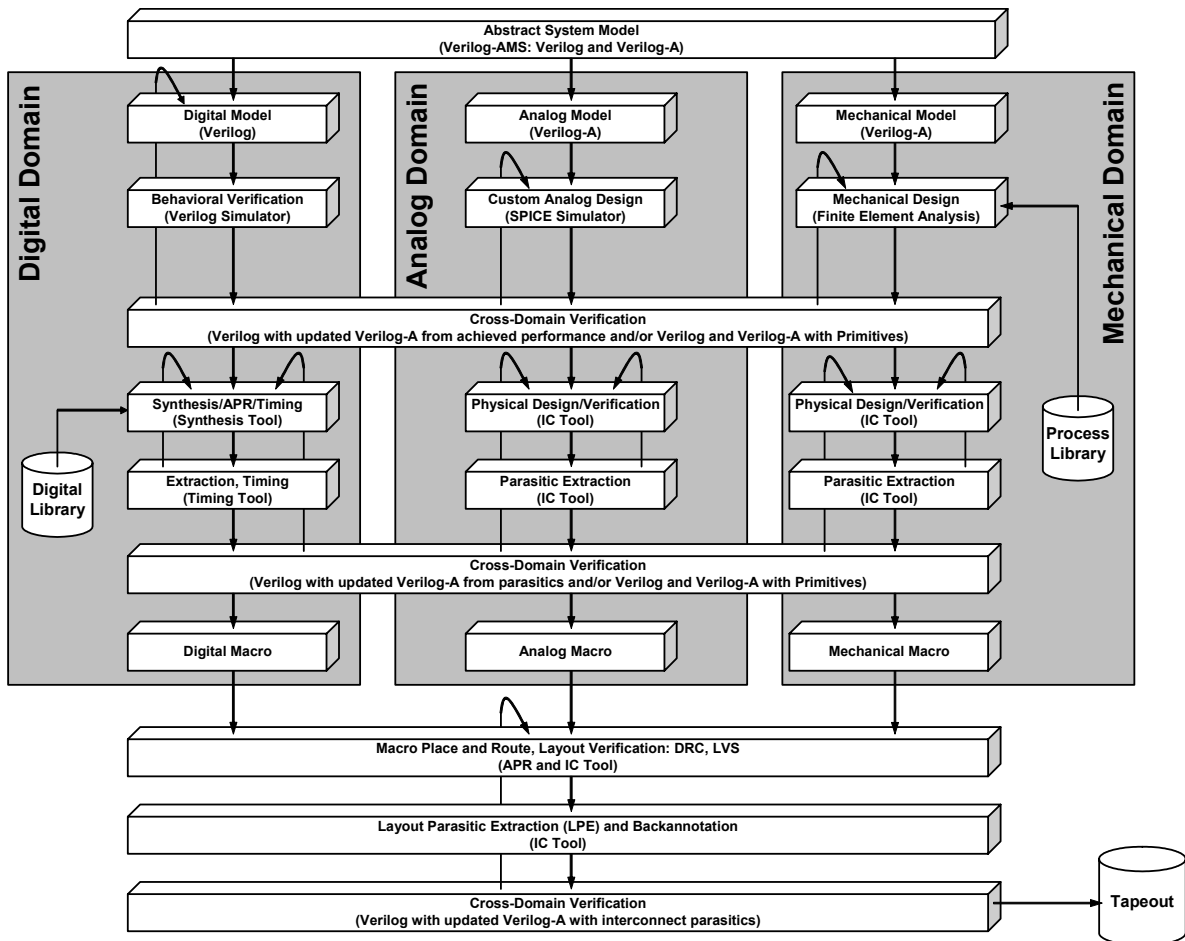 Abstract System Model
(Verilog-AMS: Verilog and Verilog-A)
Digital Domain
Analog Domain
Mechanical Domain
Digital Model
(Verilog)
Analog Model
(Verilog-A)
Mechanical Model
(Verilog-A)
Behavioral Verification
(Verilog Simulator)
Custom Analog Design
(SPICE Simulator)
Mechanical Design
(Finite Element Analysis)
Cross-Domain Verification
(Verilog with updated Verilog-A from achieved performance and/or Verilog and Verilog-A with Primitives)
Synthesis/APR/Timing
(Synthesis Tool)
Physical Design/Verification
(IC Tool)
Physical Design/Verification
(IC Tool)
Process
Library
Digital
Library
Extraction, Timing
(Timing Tool)
Parasitic Extraction
(IC Tool)
Parasitic Extraction
(IC Tool)
Cross-Domain Verification
(Verilog with updated Verilog-A from parasitics and/or Verilog and Verilog-A with Primitives)
Digital Macro
Analog Macro
Mechanical Macro
Macro Place and Route, Layout Verification: DRC, LVS
(APR and IC Tool)
Layout Parasitic Extraction (LPE) and Backannotation
(IC Tool)
Cross-Domain Verification
(Verilog with updated Verilog-A with interconnect parasitics)
Tapeout